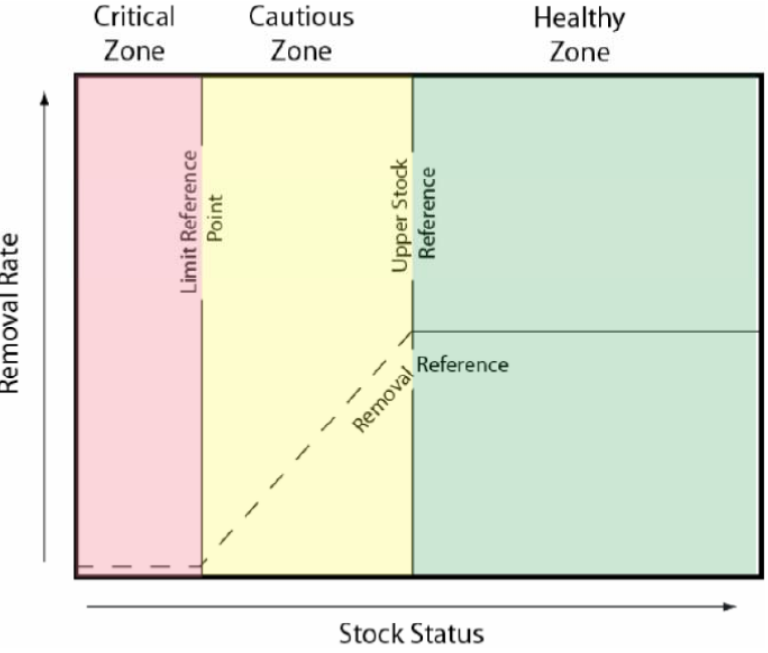 Critical
Zone
Cautious
Zone
Healthy
Zone
Removal Rate
Limit Reference
Point
Upper Stock
Reference
Removal Reference
Stock Status